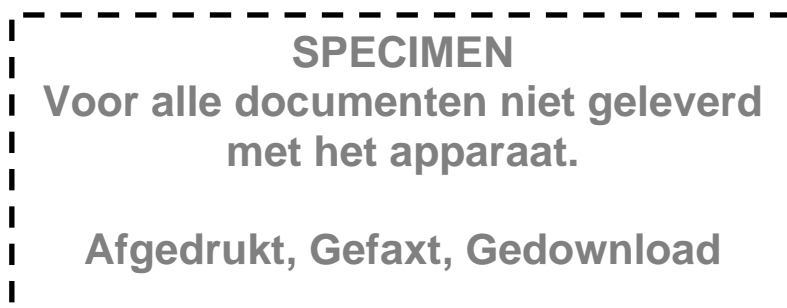 SPECIMEN
Voor alle documenten niet geleverd
met het apparaat.
Afgedrukt, Gefaxt, Gedownload